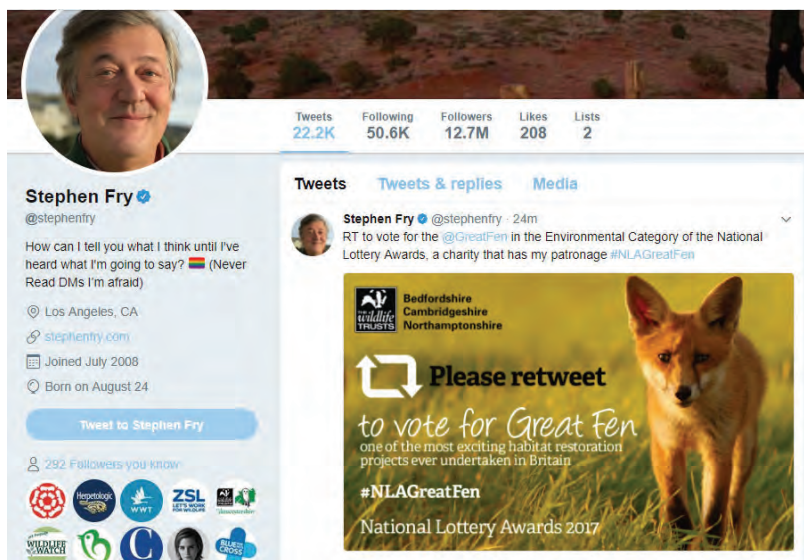 Tweets Following Followers Likes Lists
22.2K 50.6K 12.7M 208 2
Stephen Fry
@stephenfry
How can I tell you what I think until I've
heard what I'm going to say? 🏳️‍🌈 (Never
Read DMs I'm afraid)
Los Angeles, CA
stephenfry.com
Joined July 2008
Born on August 24
Tweet to Stephen Fry
292 Followers you know
Herpetologic
WWT
ZSL
LET'S WORK
FOR WILDLIFE
WILDLIFE
WATCH
C
BLUE
CROSS
Tweets Tweets & replies Media
Stephen Fry @stephenfry · 24m
RT to vote for the @GreatFen in the Environmental Category of the National
Lottery Awards, a charity that has my patronage #NLAGreatFen
THE
wildlife
TRUSTS
Bedfordshire
Cambridgeshire
Northamptonshire
Please retweet
to vote for Great Fen
one of the most exciting habitat restoration
projects ever undertaken in Britain
#NLAGreatFen
National Lottery Awards 2017